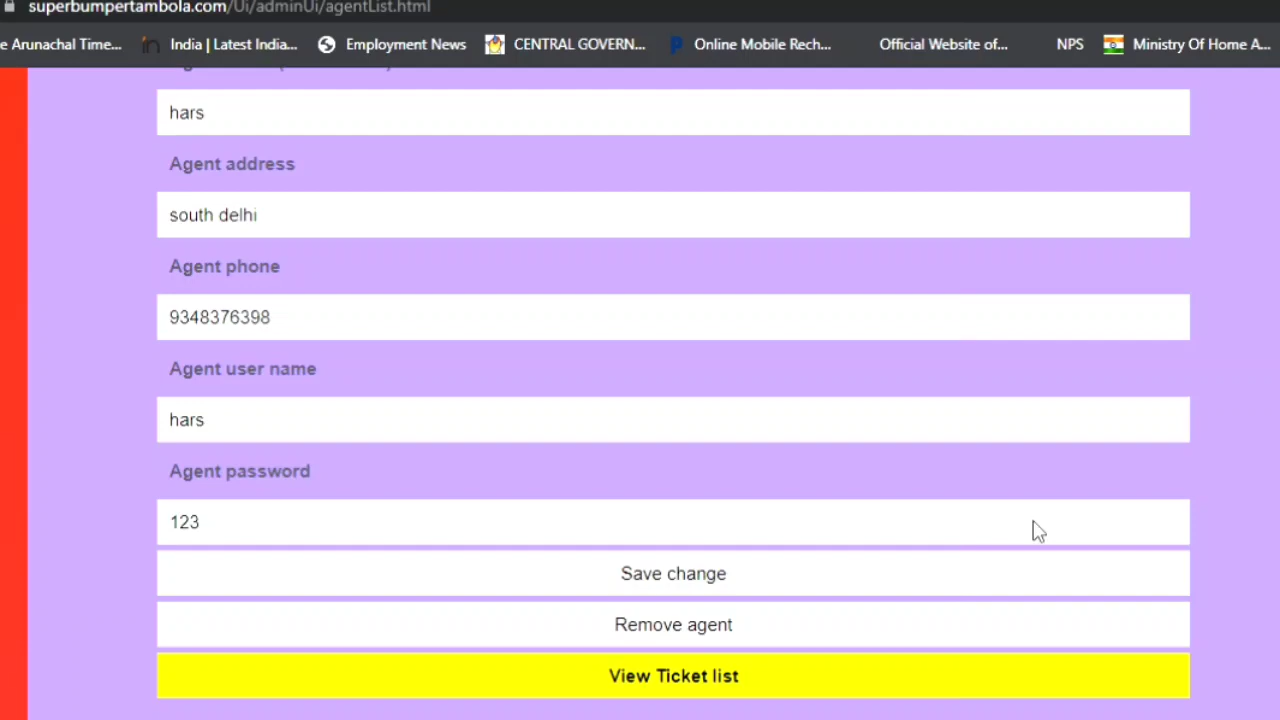 superbumpertambola.com/Ui/adminUi/agentList.html
e Arunachal Time... in India | Latest India... S Employment News CENTRAL GOVERN... P Online Mobile Rech... Official Website of... NPS Ministry Of Home A...
hars
Agent address
south delhi
Agent phone
9348376398
Agent user name
hars
Agent password
123
Save change
Remove agent
View Ticket list